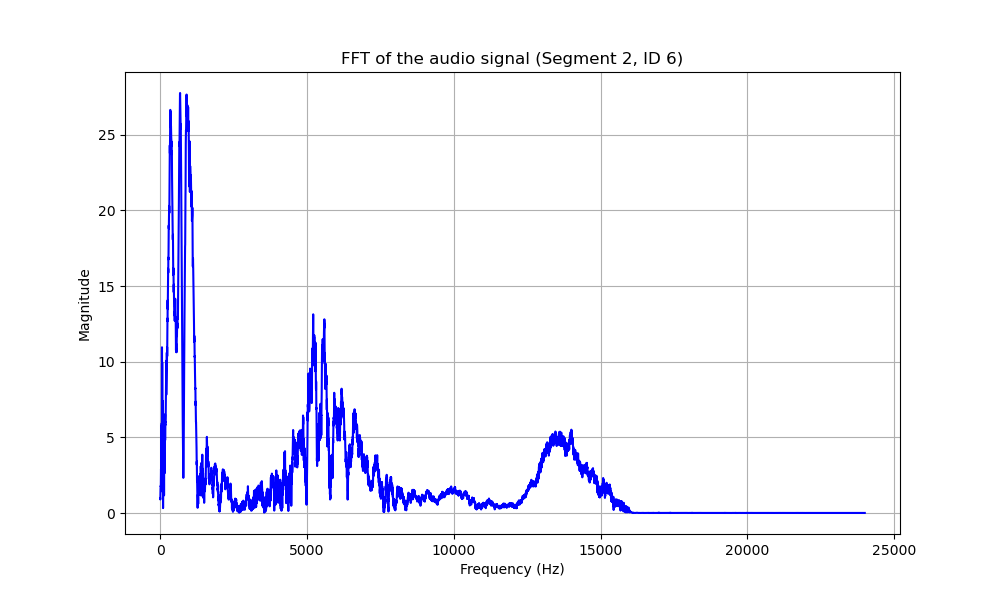 FFT of the audio signal (Segment 2, ID 6)
Magnitude
25
20
15
10
5
0
0 5000 10000 15000 20000 25000
Frequency (Hz)